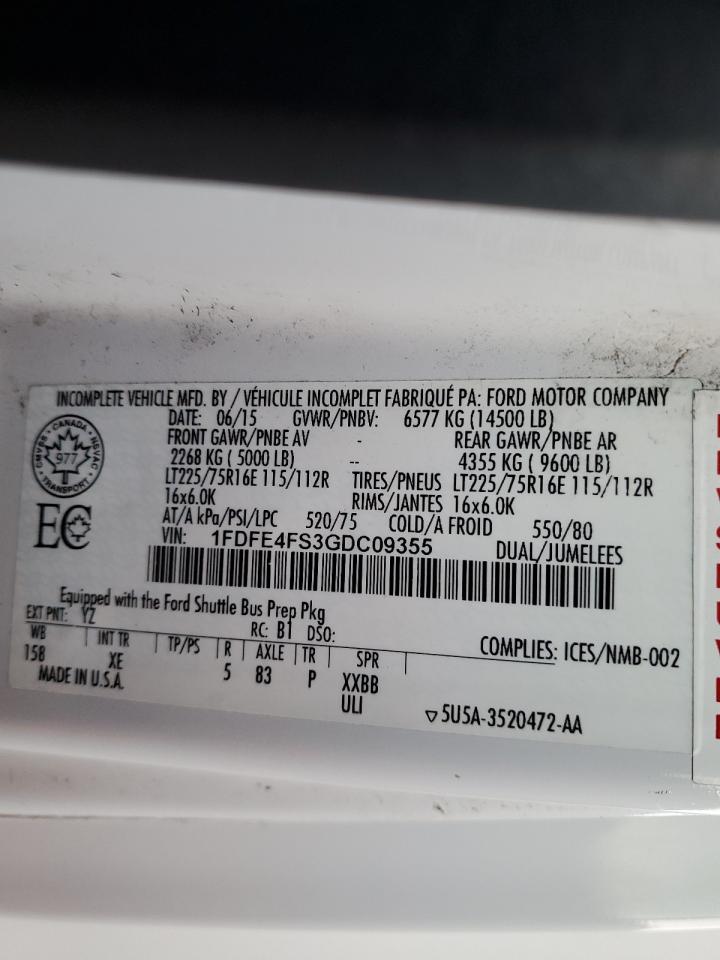 INCOMPLETE VEHICLE MFD. BY / VÉHICULE INCOMPLET FABRIQUÉ PA: FORD MOTOR COMPANY
DATE: 06/15 GVWR/PNBV: 6577 KG (14500 LB)
FRONT GAWR/PNBE AV - REAR GAWR/PNBE AR
2268 KG ( 5000 LB) -- 4355 KG ( 9600 LB)
LT225/75R16E 115/112R TIRES/PNEUS LT225/75R16E 115/112R
16x6.0K RIMS/JANTES 16x6.0K
AT/A kPa/PSI/LPC 520/75 COLD/A FROID 550/80
VIN: 1FDFE4FS3GDC09355 DUAL/JUMELEES
CANADA
CMVSS NSVAC
977
TRANSPORT
EC
Equipped with the Ford Shuttle Bus Prep Pkg
EXT PNT: YZ RC: B1 DSO:
WB INT TR TP/PS R AXLE TR SPR COMPLIES: ICES/NMB-002
158 XE 5 83 P XXBB
MADE IN U.S.A. ULI 5U5A-3520472-AA